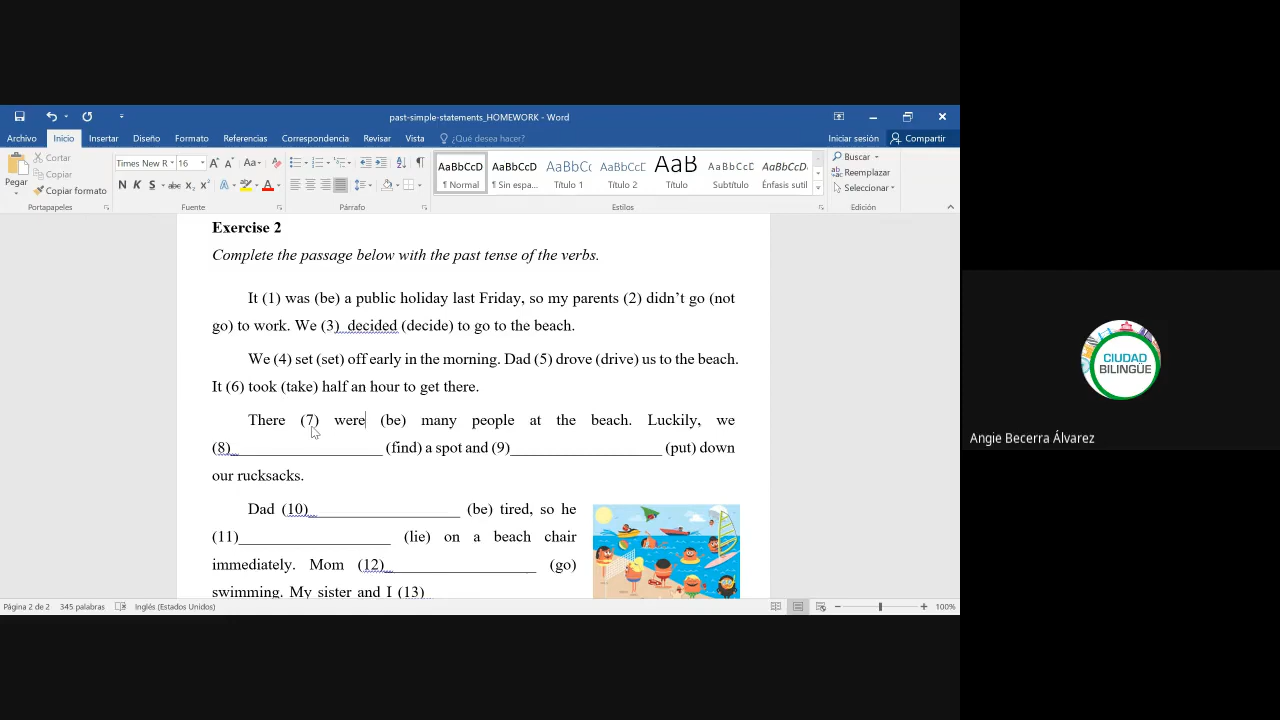 past-simple-statements_HOMEWORK - Word
Archivo Inicio Insertar Diseño Formato Referencias Correspondencia Revisar Vista ¿Qué desea hacer? Iniciar sesión Compartir
Pegar
Cortar
Copiar
Copiar formato
Portapapeles
Times New R 16
N K S abc x₂ x²
Fuente
Párrafo
AaBbCcD AaBbCcD AaBbCc AaBbCcC AaB AaBbCcC AaBbCcD
¶ Normal ¶ Sin espa... Título 1 Título 2 Título Subtítulo Énfasis sutil
Estilos
Buscar
Reemplazar
Seleccionar
Edición
Exercise 2
Complete the passage below with the past tense of the verbs.
It (1) was (be) a public holiday last Friday, so my parents (2) didn’t go (not
go) to work. We (3)_ decided (decide) to go to the beach.
We (4) set (set) off early in the morning. Dad (5) drove (drive) us to the beach.
It (6) took (take) half an hour to get there.
There (7) were (be) many people at the beach. Luckily, we
(8)____________________ (find) a spot and (9)____________________ (put) down
our rucksacks.
Dad (10)____________________ (be) tired, so he
(11)____________________ (lie) on a beach chair
immediately. Mom (12)____________________ (go)
swimming. My sister and I (13)
Página 2 de 2 345 palabras Inglés (Estados Unidos) 100%
CIUDAD
BILINGÜE
Angie Becerra Álvarez